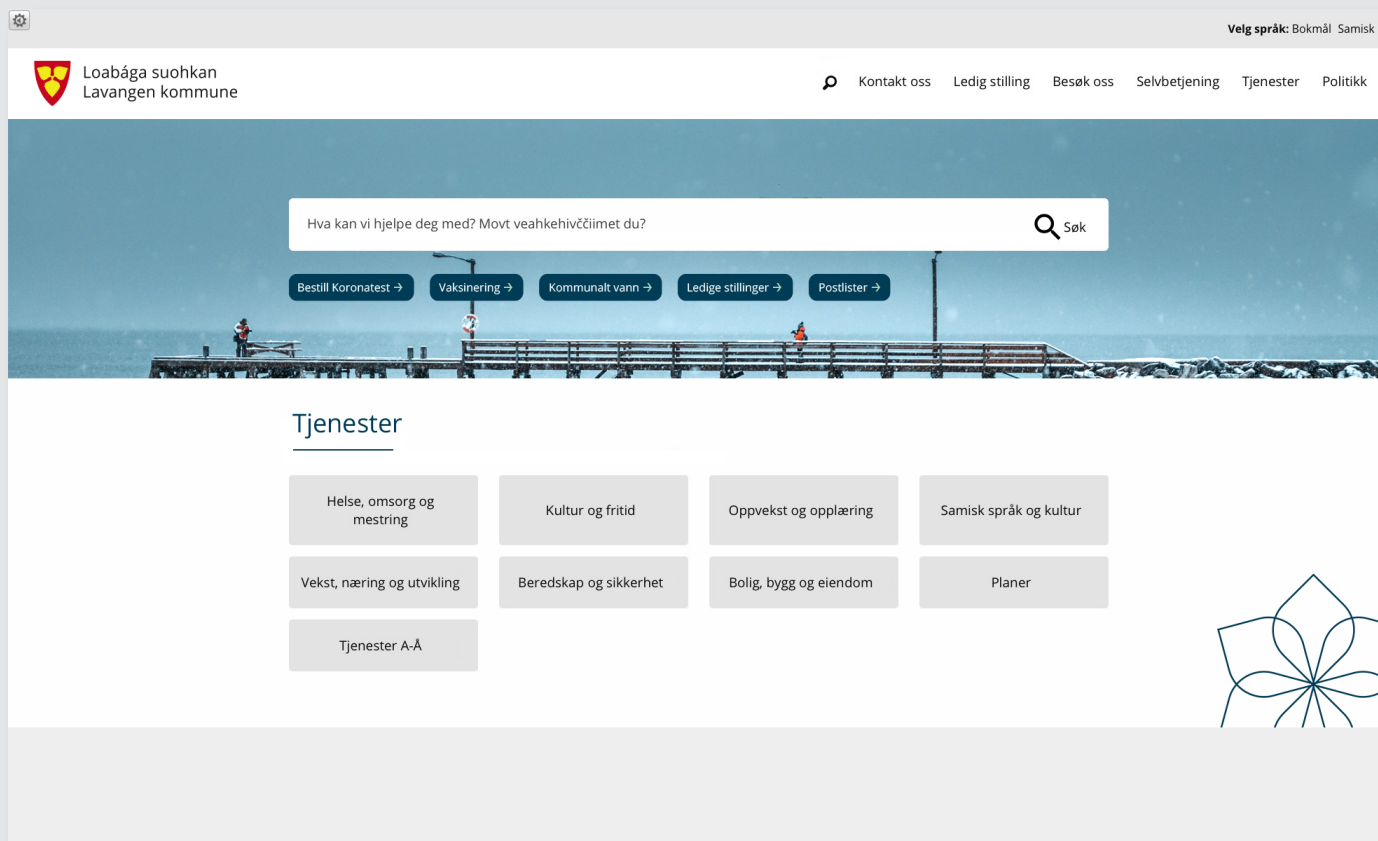 Velg språk: Bokmål Samisk
Loabága suohkan
Lavangen kommune
Kontakt oss Ledig stilling Besøk oss Selvbetjening Tjenester Politikk
Hva kan vi hjelpe deg med? Movt veahkehivččiimet du?
Søk
Bestill Koronatest → Vaksinering → Kommunalt vann → Ledige stillinger → Postlister →
Tjenester
Helse, omsorg og
mestring
Kultur og fritid
Oppvekst og opplæring
Samisk språk og kultur
Vekst, næring og utvikling
Beredskap og sikkerhet
Bolig, bygg og eiendom
Planer
Tjenester A-Å